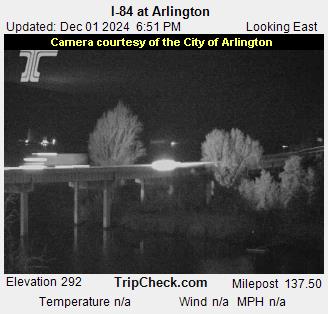 I-84 at Arlington
Updated: Dec 01 2024 6:51 PM Looking East
Camera courtesy of the City of Arlington
Elevation 292 TripCheck.com Milepost 137.50
Temperature n/a Wind n/a MPH n/a